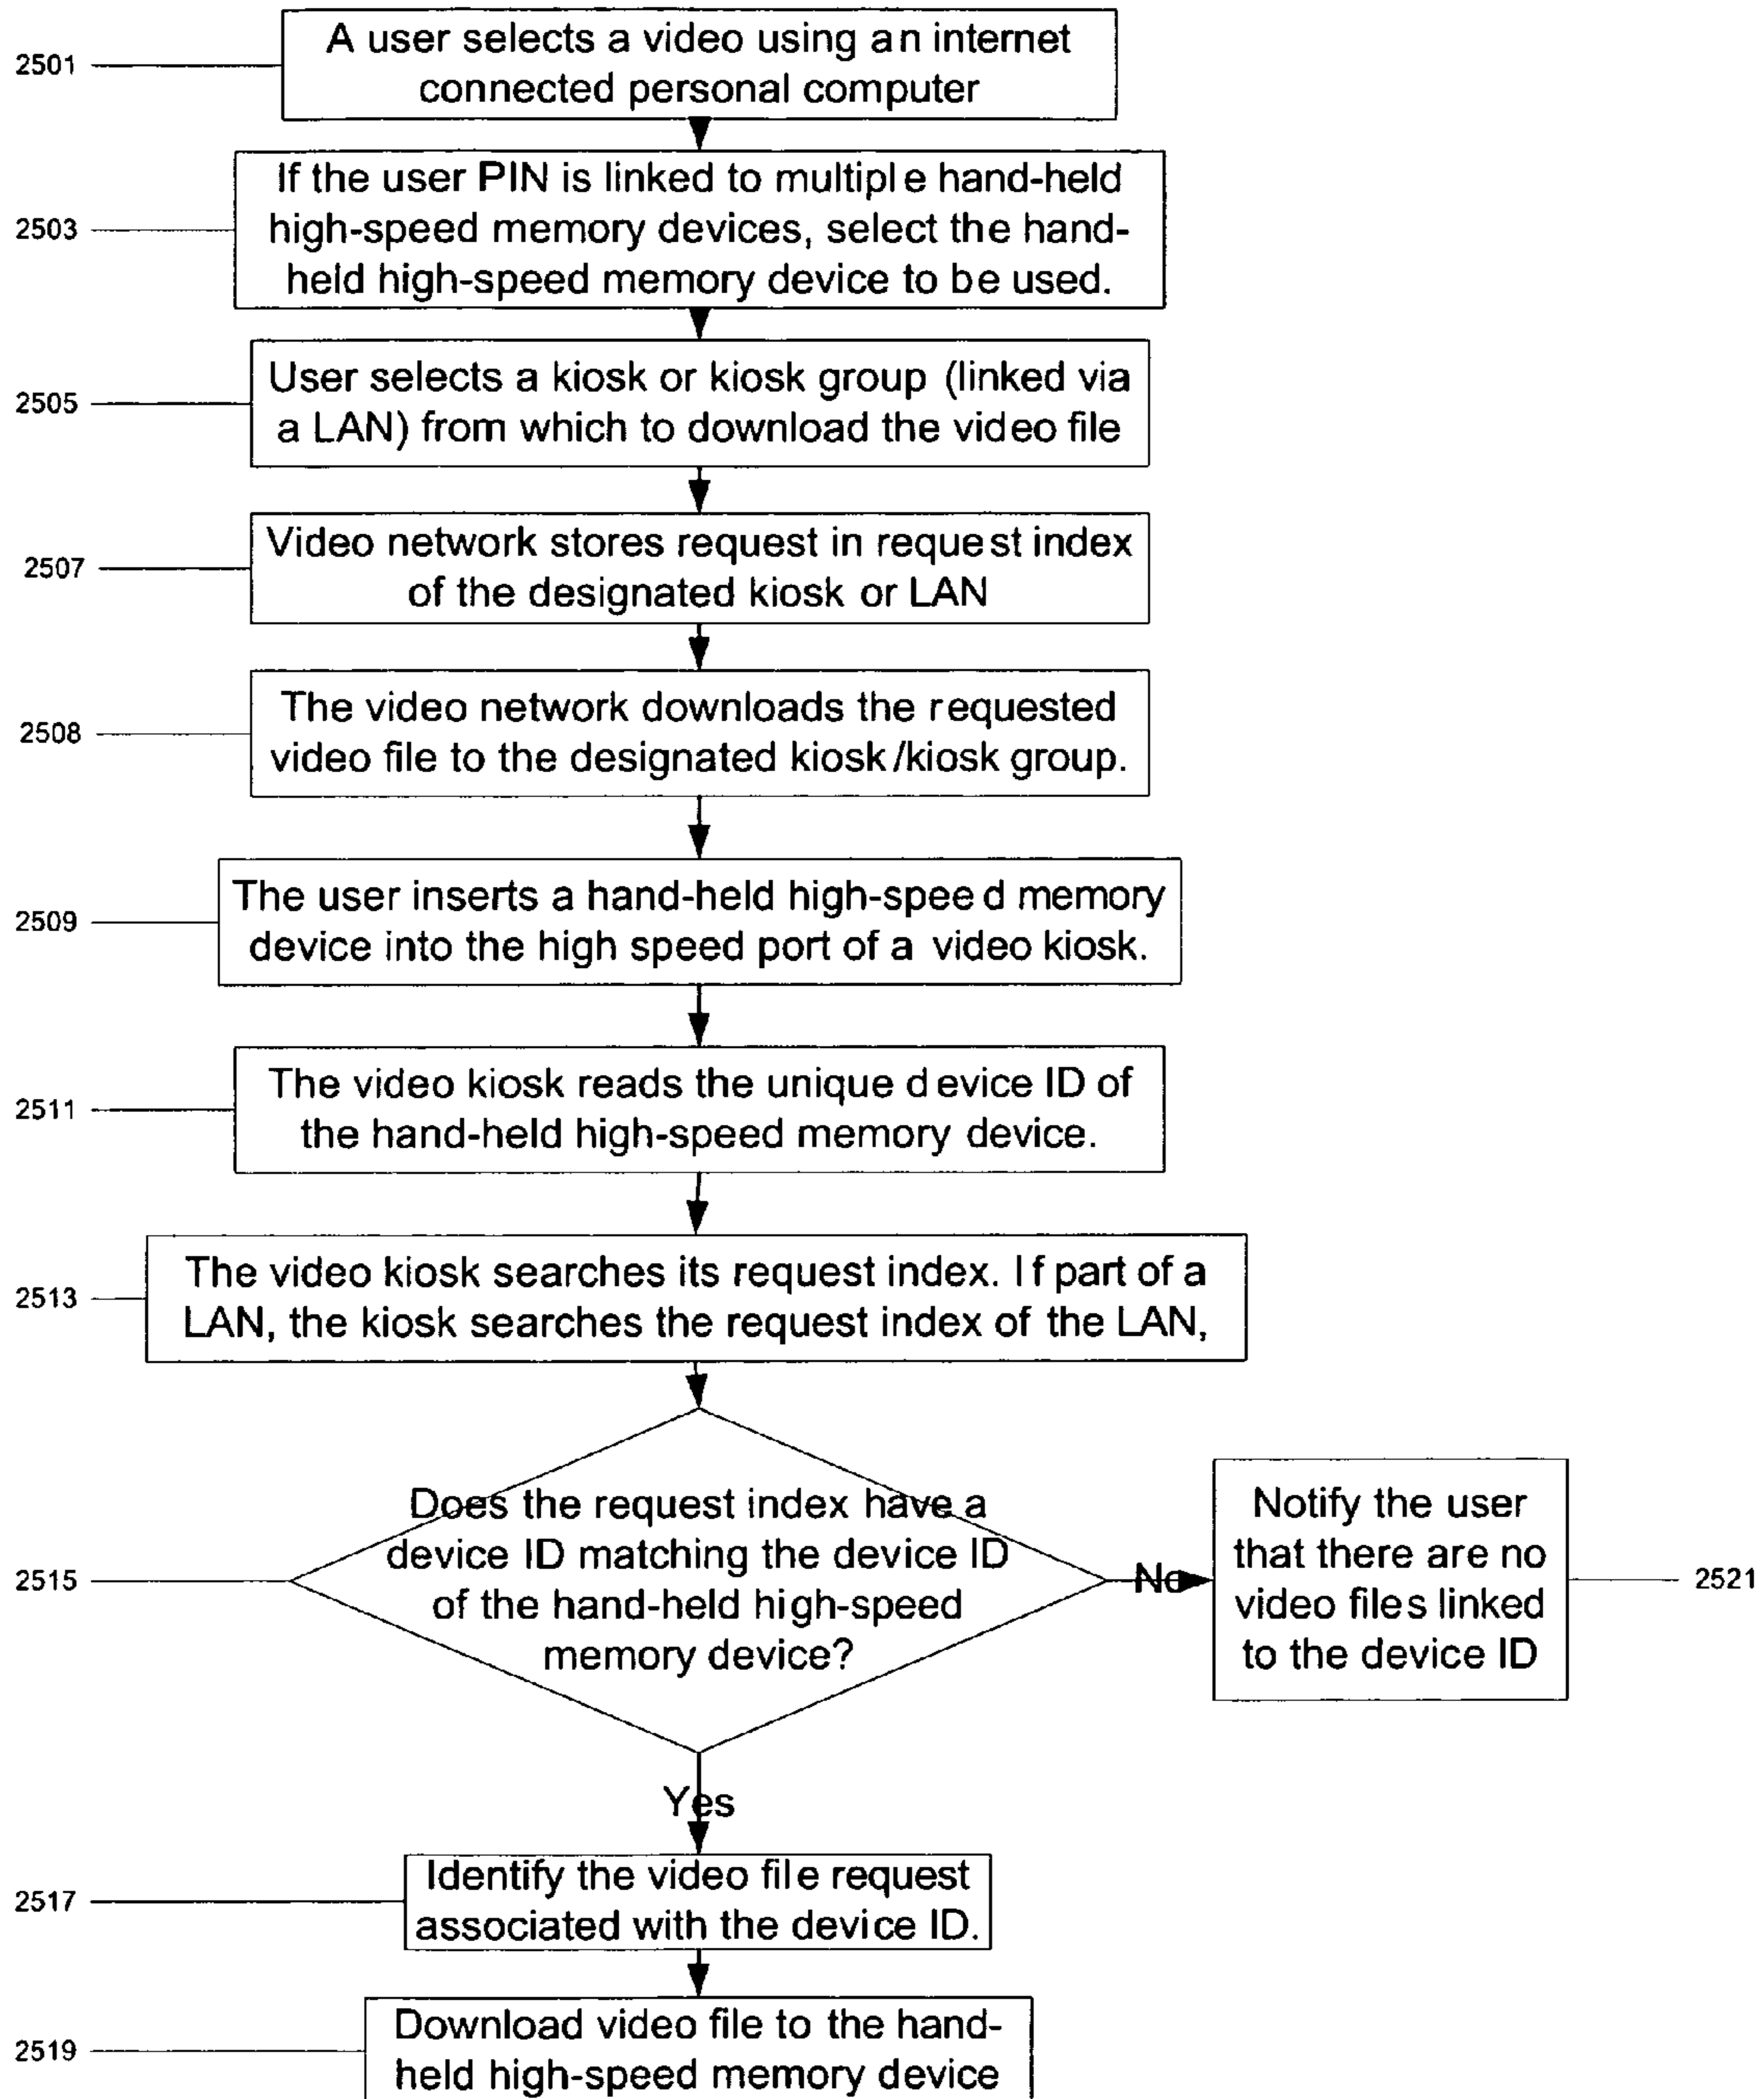 2501
A user selects a video using an internet
connected personal computer
2503
If the user PIN is linked to multiple hand-held
high-speed memory devices, select the hand-
held high-speed memory device to be used.
2505
User selects a kiosk or kiosk group (linked via
a LAN) from which to download the video file
2507
Video network stores request in request index
of the designated kiosk or LAN
2508
The video network downloads the requested
video file to the designated kiosk/kiosk group.
2509
The user inserts a hand-held high-speed memory
device into the high speed port of a video kiosk.
2511
The video kiosk reads the unique device ID of
the hand-held high-speed memory device.
2513
The video kiosk searches its request index. If part of a
LAN, the kiosk searches the request index of the LAN,
2515
Does the request index have a
device ID matching the device ID
of the hand-held high-speed
memory device?
No
Notify the user
that there are no
video files linked
to the device ID
2521
Yes
2517
Identify the video file request
associated with the device ID.
2519
Download video file to the hand-
held high-speed memory device